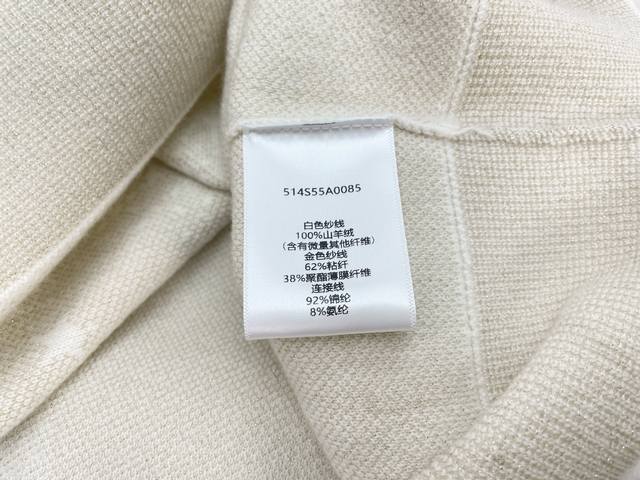 514S55A0085
白色纱线
100%山羊绒
(含有微量其他纤维)
金色纱线
62%粘纤
38%聚酯薄膜纤维
连接线
92%锦纶
8%氨纶